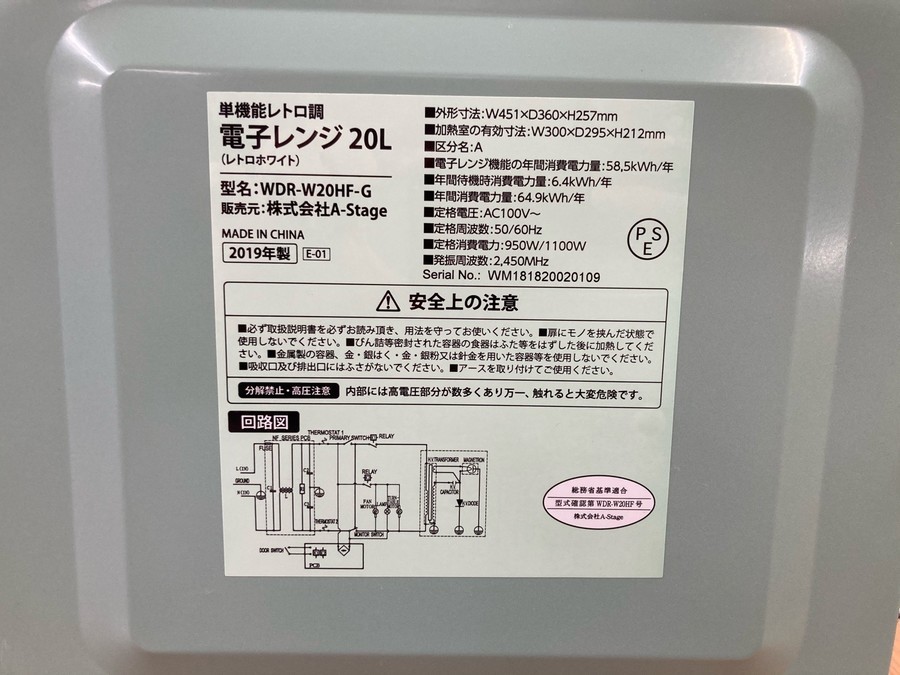 単機能レトロ調
電子レンジ 20L
（レトロホワイト）
型名：WDR-W20HF-G
販売元：株式会社A-Stage
MADE IN CHINA
2019年製 E-01
■外形寸法：W451×D360×H257mm
■加熱室の有効寸法：W300×D295×H212mm
■区分名：A
■電子レンジ機能の年間消費電力量：58.5kWh/年
■年間待機時消費電力量：6.4kWh/年
■年間消費電力量：64.9kWh/年
■定格電圧：AC100V～
■定格周波数：50/60Hz
■定格消費電力：950W/1100W
■発振周波数：2,450MHz
Serial No.: WM181820020109
PSE
安全上の注意
■必ず取扱説明書を必ずお読み頂き、用法を守ってお使いください。■扉にモノを挟んだ状態で
使用しないでください。■びん詰等密封された容器の食器はふた等をはずした後に加熱してくだ
さい。■金属製の容器、金・銀はく・金・銀粉又は針金を用いた容器等を使用しないでください。
■吸収口及び排出口にはふさがないでください。■アースを取り付けてご使用ください。
分解禁止・高圧注意 内部には高電圧部分が数多くあり万一、触れると大変危険です。
回路図
THERMOSTAT 1
NF SERIES PCB PRIMARY SWITCH RELAY
FUSE
GROUND
RELAY
H.V.TRANSFORMER MAGNETRON
H.V.
CAPACITOR
H.V.DIODE
FAN
MOTOR
LAMP
THERMOSTAT 2
MONITOR SWITCH
DOOR SWITCH
PCB
総務省基準適合
型式確認第 WDR-W20HF 号
株式会社A-Stage